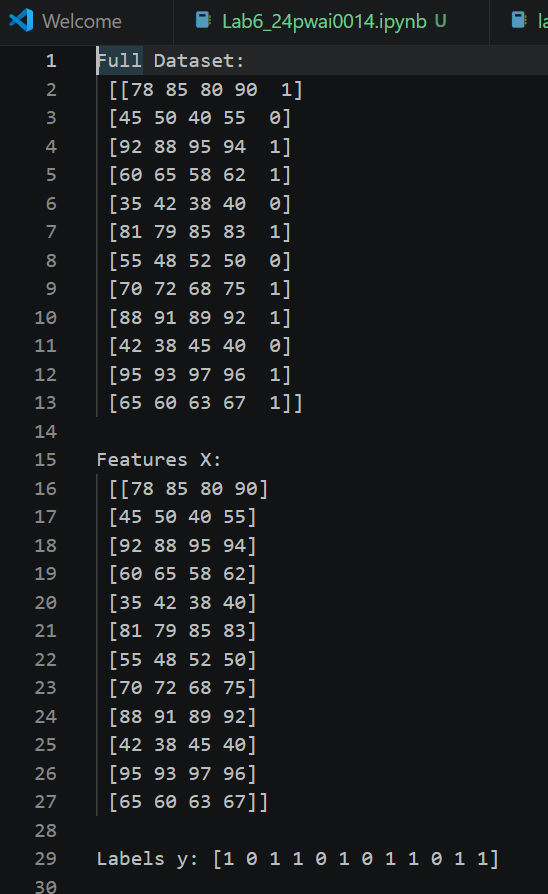 Welcome Lab6_24pwai0014.ipynb U la
1 Full Dataset:
2 [[78 85 80 90  1]
3 [45 50 40 55  0]
4 [92 88 95 94  1]
5 [60 65 58 62  1]
6 [35 42 38 40  0]
7 [81 79 85 83  1]
8 [55 48 52 50  0]
9 [70 72 68 75  1]
10 [88 91 89 92  1]
11 [42 38 45 40  0]
12 [95 93 97 96  1]
13 [65 60 63 67  1]]
14
15 Features X:
16 [[78 85 80 90]
17 [45 50 40 55]
18 [92 88 95 94]
19 [60 65 58 62]
20 [35 42 38 40]
21 [81 79 85 83]
22 [55 48 52 50]
23 [70 72 68 75]
24 [88 91 89 92]
25 [42 38 45 40]
26 [95 93 97 96]
27 [65 60 63 67]]
28
29 Labels y: [1 0 1 1 0 1 0 1 1 0 1 1]
30